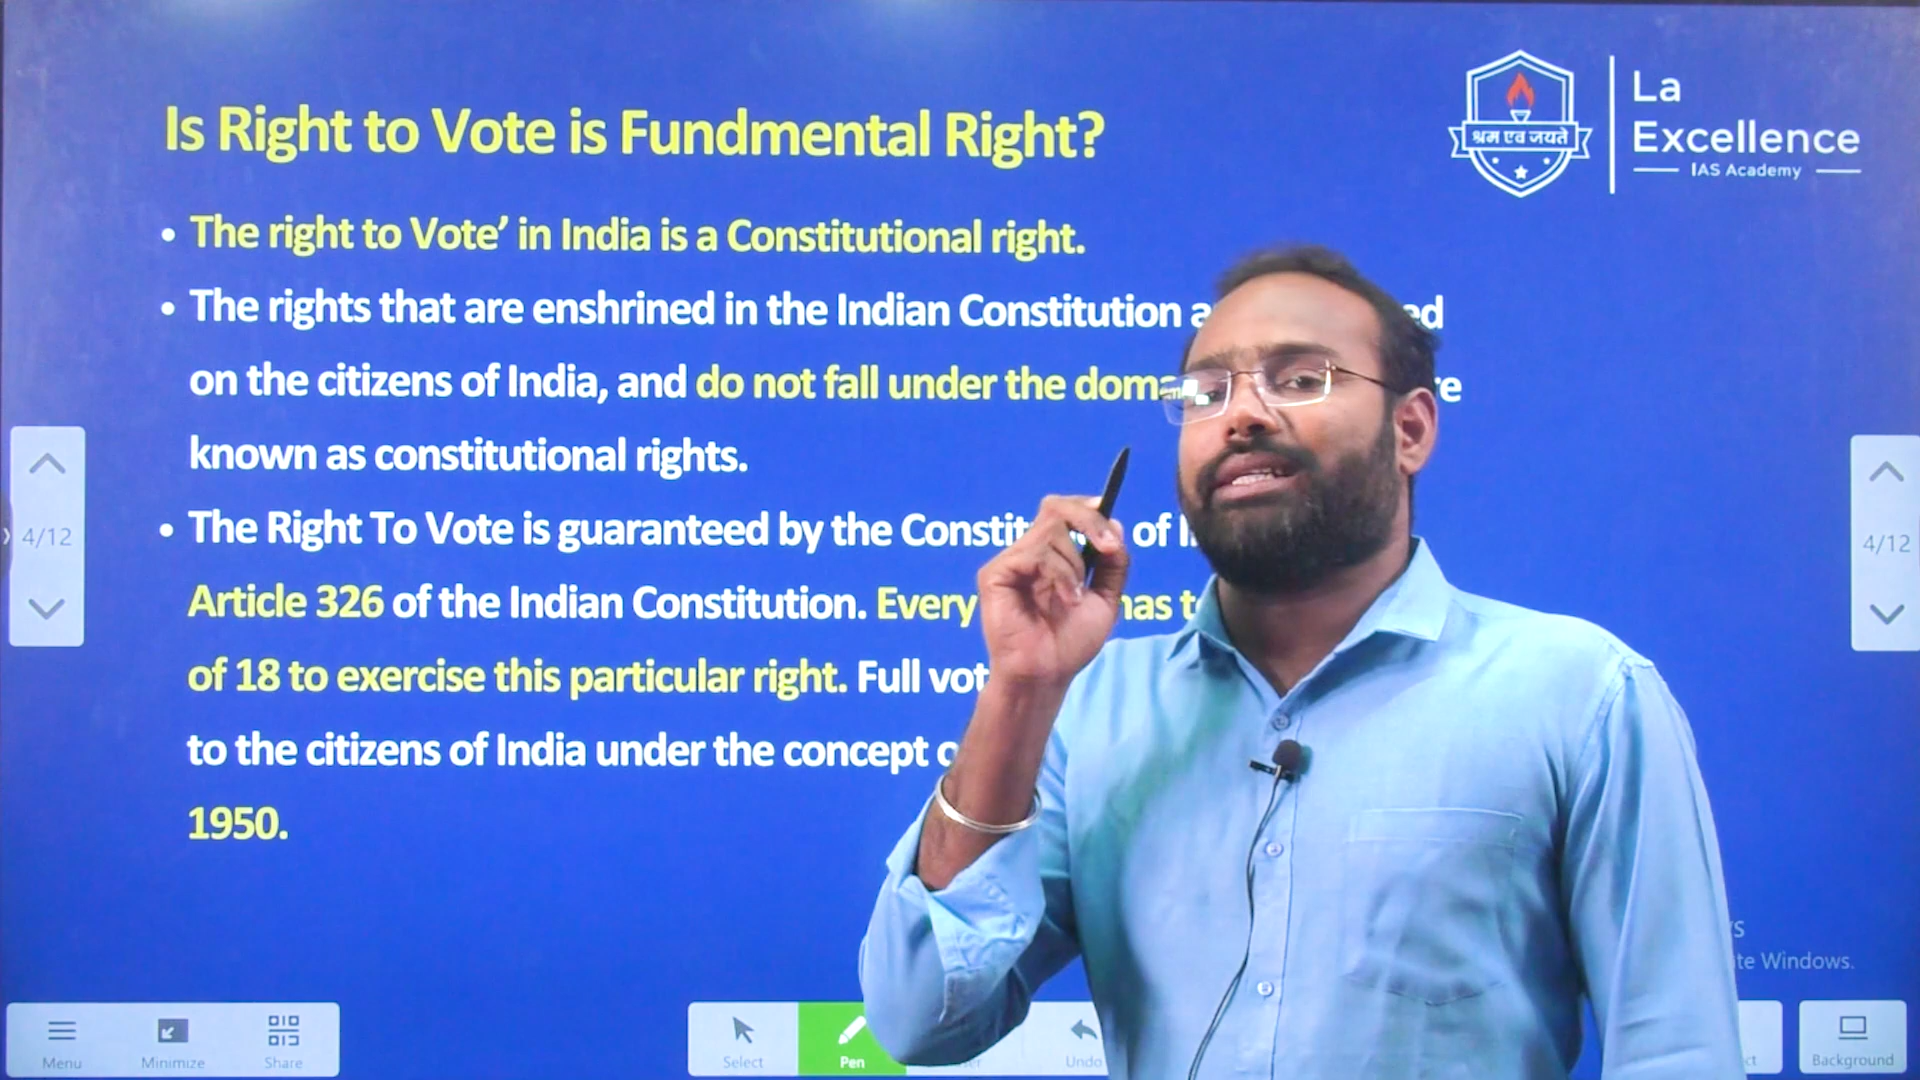 Is Right to Vote is Fundmental Right?
La
Excellence
IAS Academy
श्रम एव जयते
• The right to Vote’ in India is a Constitutional right.
• The rights that are enshrined in the Indian Constitution
on the citizens of India, and do not fall under the
known as constitutional rights.
• The Right To Vote is guaranteed by the of
Article 326 of the Indian Constitution. Every has
of 18 to exercise this particular right. Full
to the citizens of India under the concept
1950.
4/12
4/12
Windows.
Menu
Minimize
Share
Select
Pen
Undo
Background